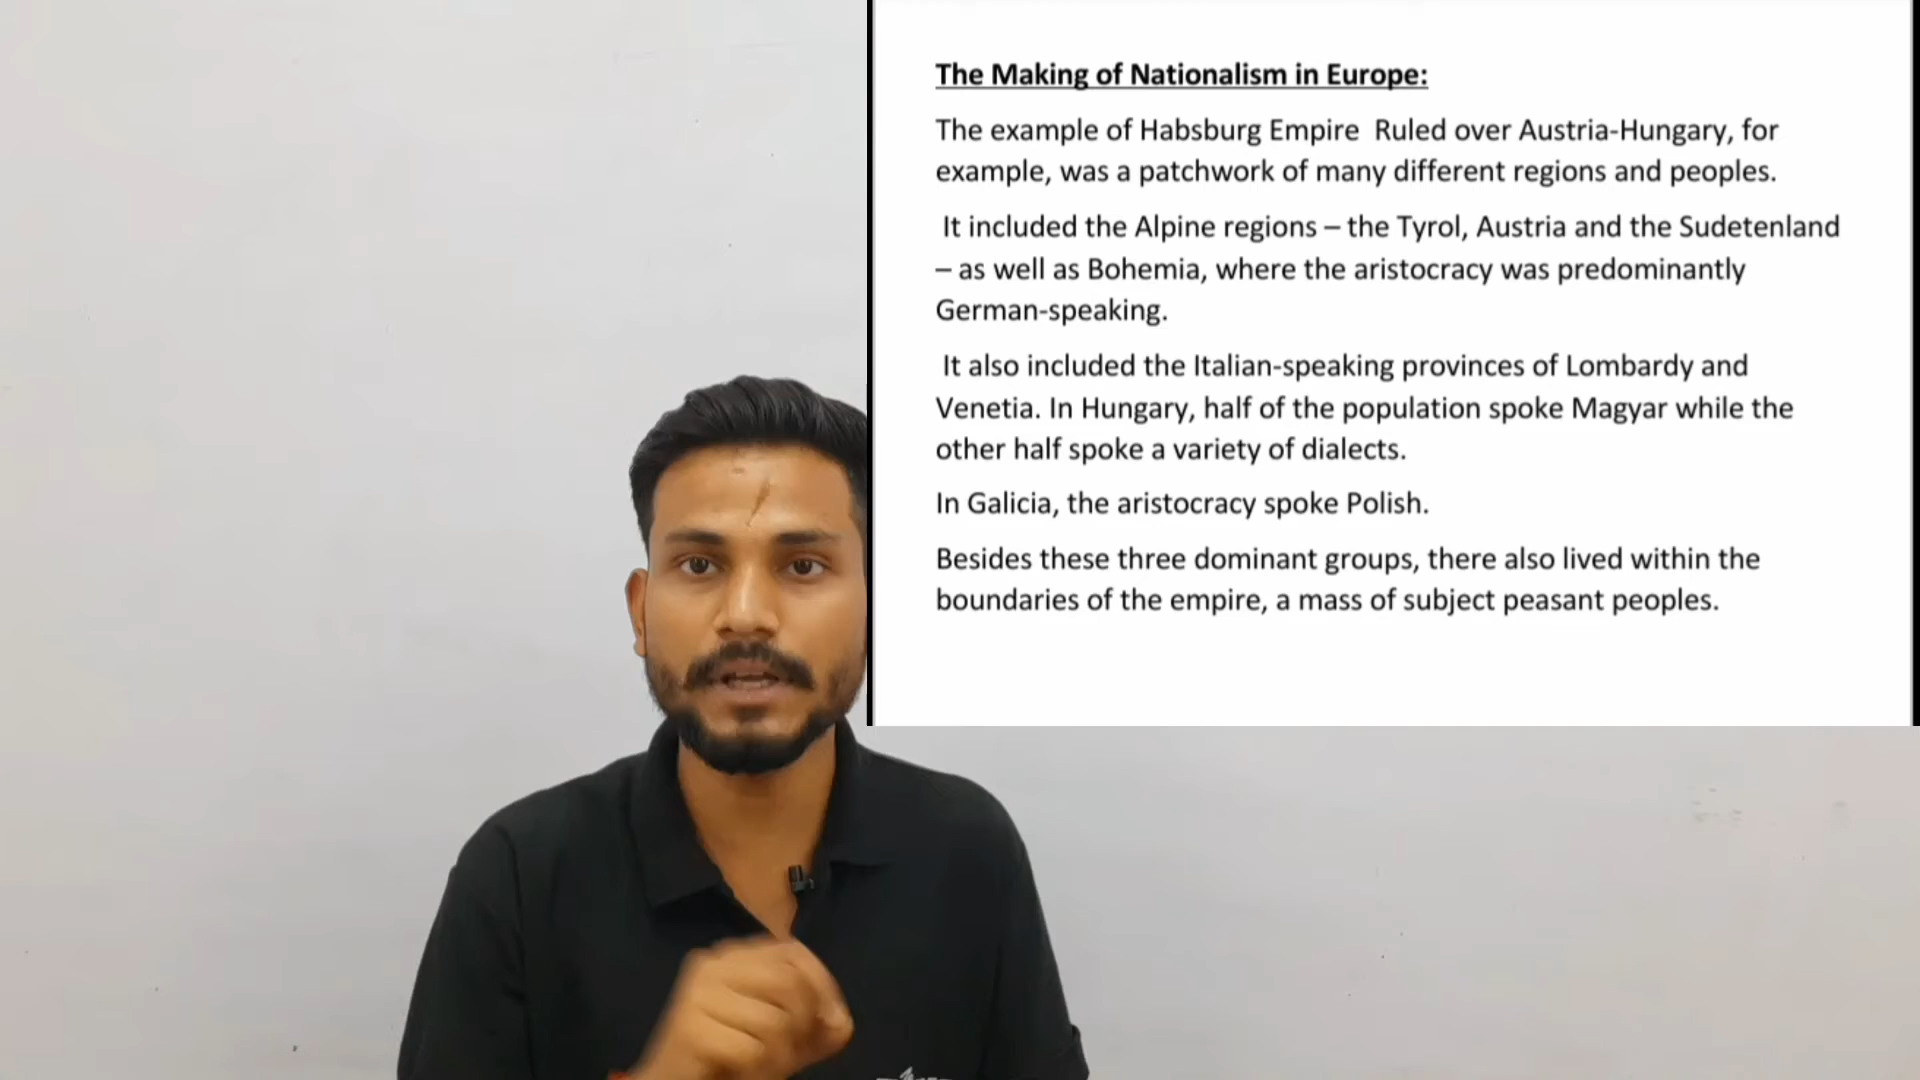 The Making of Nationalism in Europe:
The example of Habsburg Empire Ruled over Austria-Hungary, for
example, was a patchwork of many different regions and peoples.
It included the Alpine regions – the Tyrol, Austria and the Sudetenland
– as well as Bohemia, where the aristocracy was predominantly
German-speaking.
It also included the Italian-speaking provinces of Lombardy and
Venetia. In Hungary, half of the population spoke Magyar while the
other half spoke a variety of dialects.
In Galicia, the aristocracy spoke Polish.
Besides these three dominant groups, there also lived within the
boundaries of the empire, a mass of subject peasant peoples.